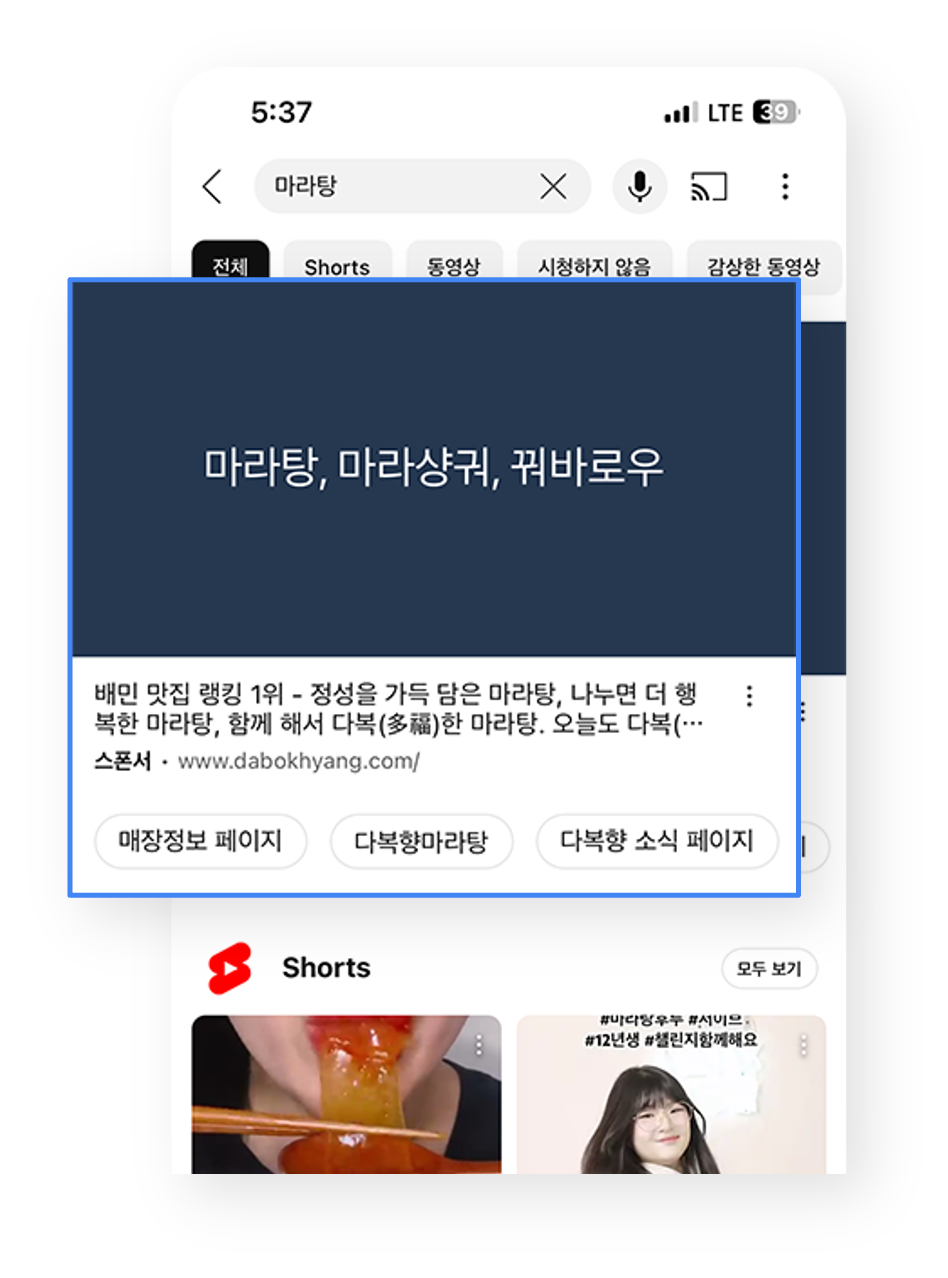 5:37 LTE 39
마라탕
전체 Shorts 동영상 시청하지 않음 감상한 동영상
마라탕, 마라샹궈, 꿔바로우
배민 맛집 랭킹 1위 - 정성을 가득 담은 마라탕, 나누면 더 행
복한 마라탕, 함께 해서 다복(多福)한 마라탕. 오늘도 다복(…
스폰서 • www.dabokhyang.com/
매장정보 페이지 다복향마라탕 다복향 소식 페이지
Shorts 모두 보기
#마라탕후루 #서이브
#12년생 #챌린지함께해요